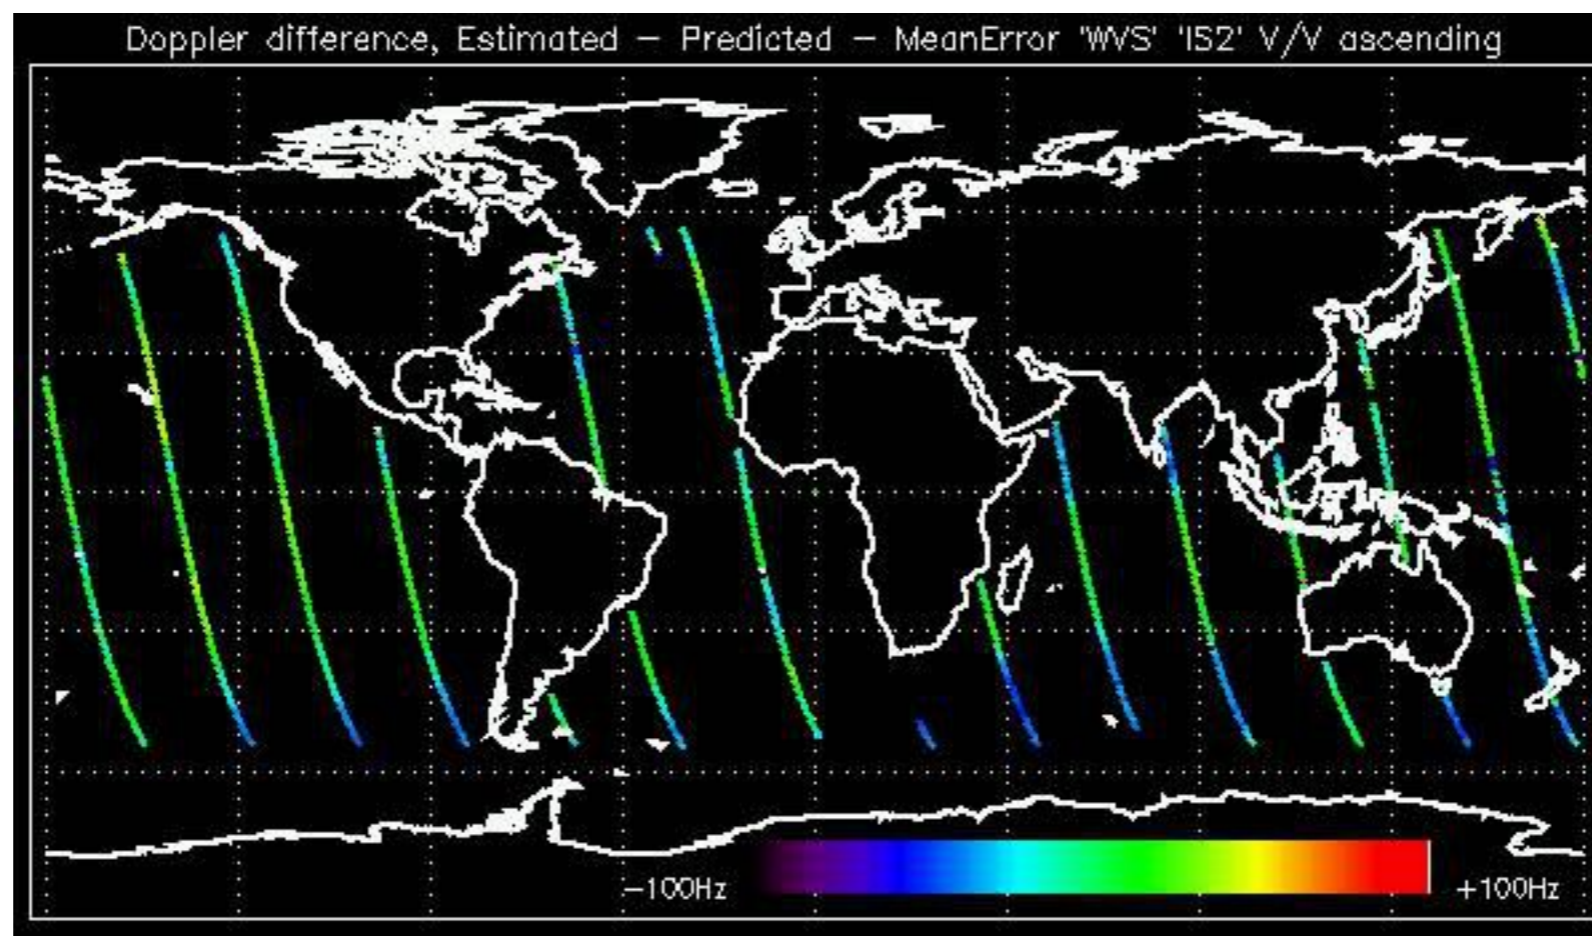 Doppler difference, Estimated – Predicted – MeanError 'WVS' 'IS2' V/V ascending
–100Hz +100Hz